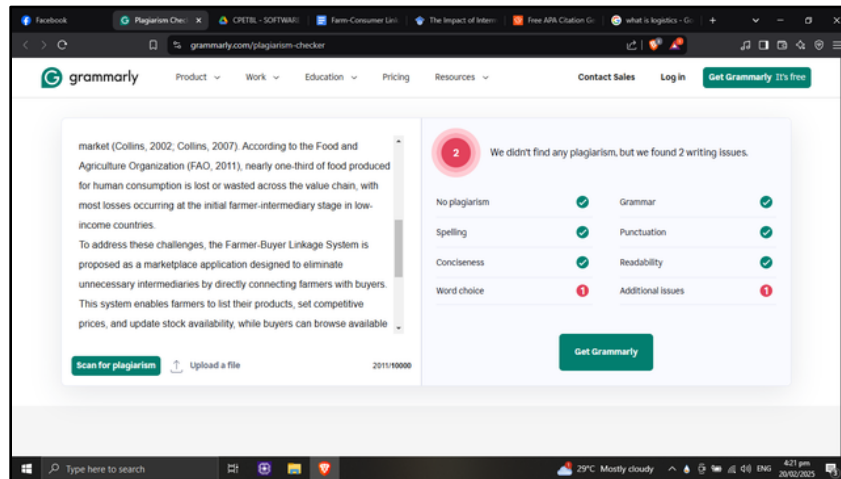 Facebook
Plagiarism Chec
CPETBL - SOFTWAR
Farm-Consumer Link
The Impact of Intern
Free APA Citation Ge
what is logistics - Go
grammarly.com/plagiarism-checker
grammarly
Product
Work
Education
Pricing
Resources
Contact Sales
Log in
Get Grammarly It's free
market (Collins, 2002; Collins, 2007). According to the Food and
Agriculture Organization (FAO, 2011), nearly one-third of food produced
for human consumption is lost or wasted across the value chain, with
most losses occurring at the initial farmer-intermediary stage in low-
income countries.
To address these challenges, the Farmer-Buyer Linkage System is
proposed as a marketplace application designed to eliminate
unnecessary intermediaries by directly connecting farmers with buyers.
This system enables farmers to list their products, set competitive
prices, and update stock availability, while buyers can browse available
Scan for plagiarism
Upload a file
2011/10000
2
We didn't find any plagiarism, but we found 2 writing issues.
No plagiarism
Grammar
Spelling
Punctuation
Conciseness
Readability
Word choice
1
Additional issues
1
Get Grammarly
Type here to search
29°C Mostly cloudy
ENG
4:21 pm
20/02/2025